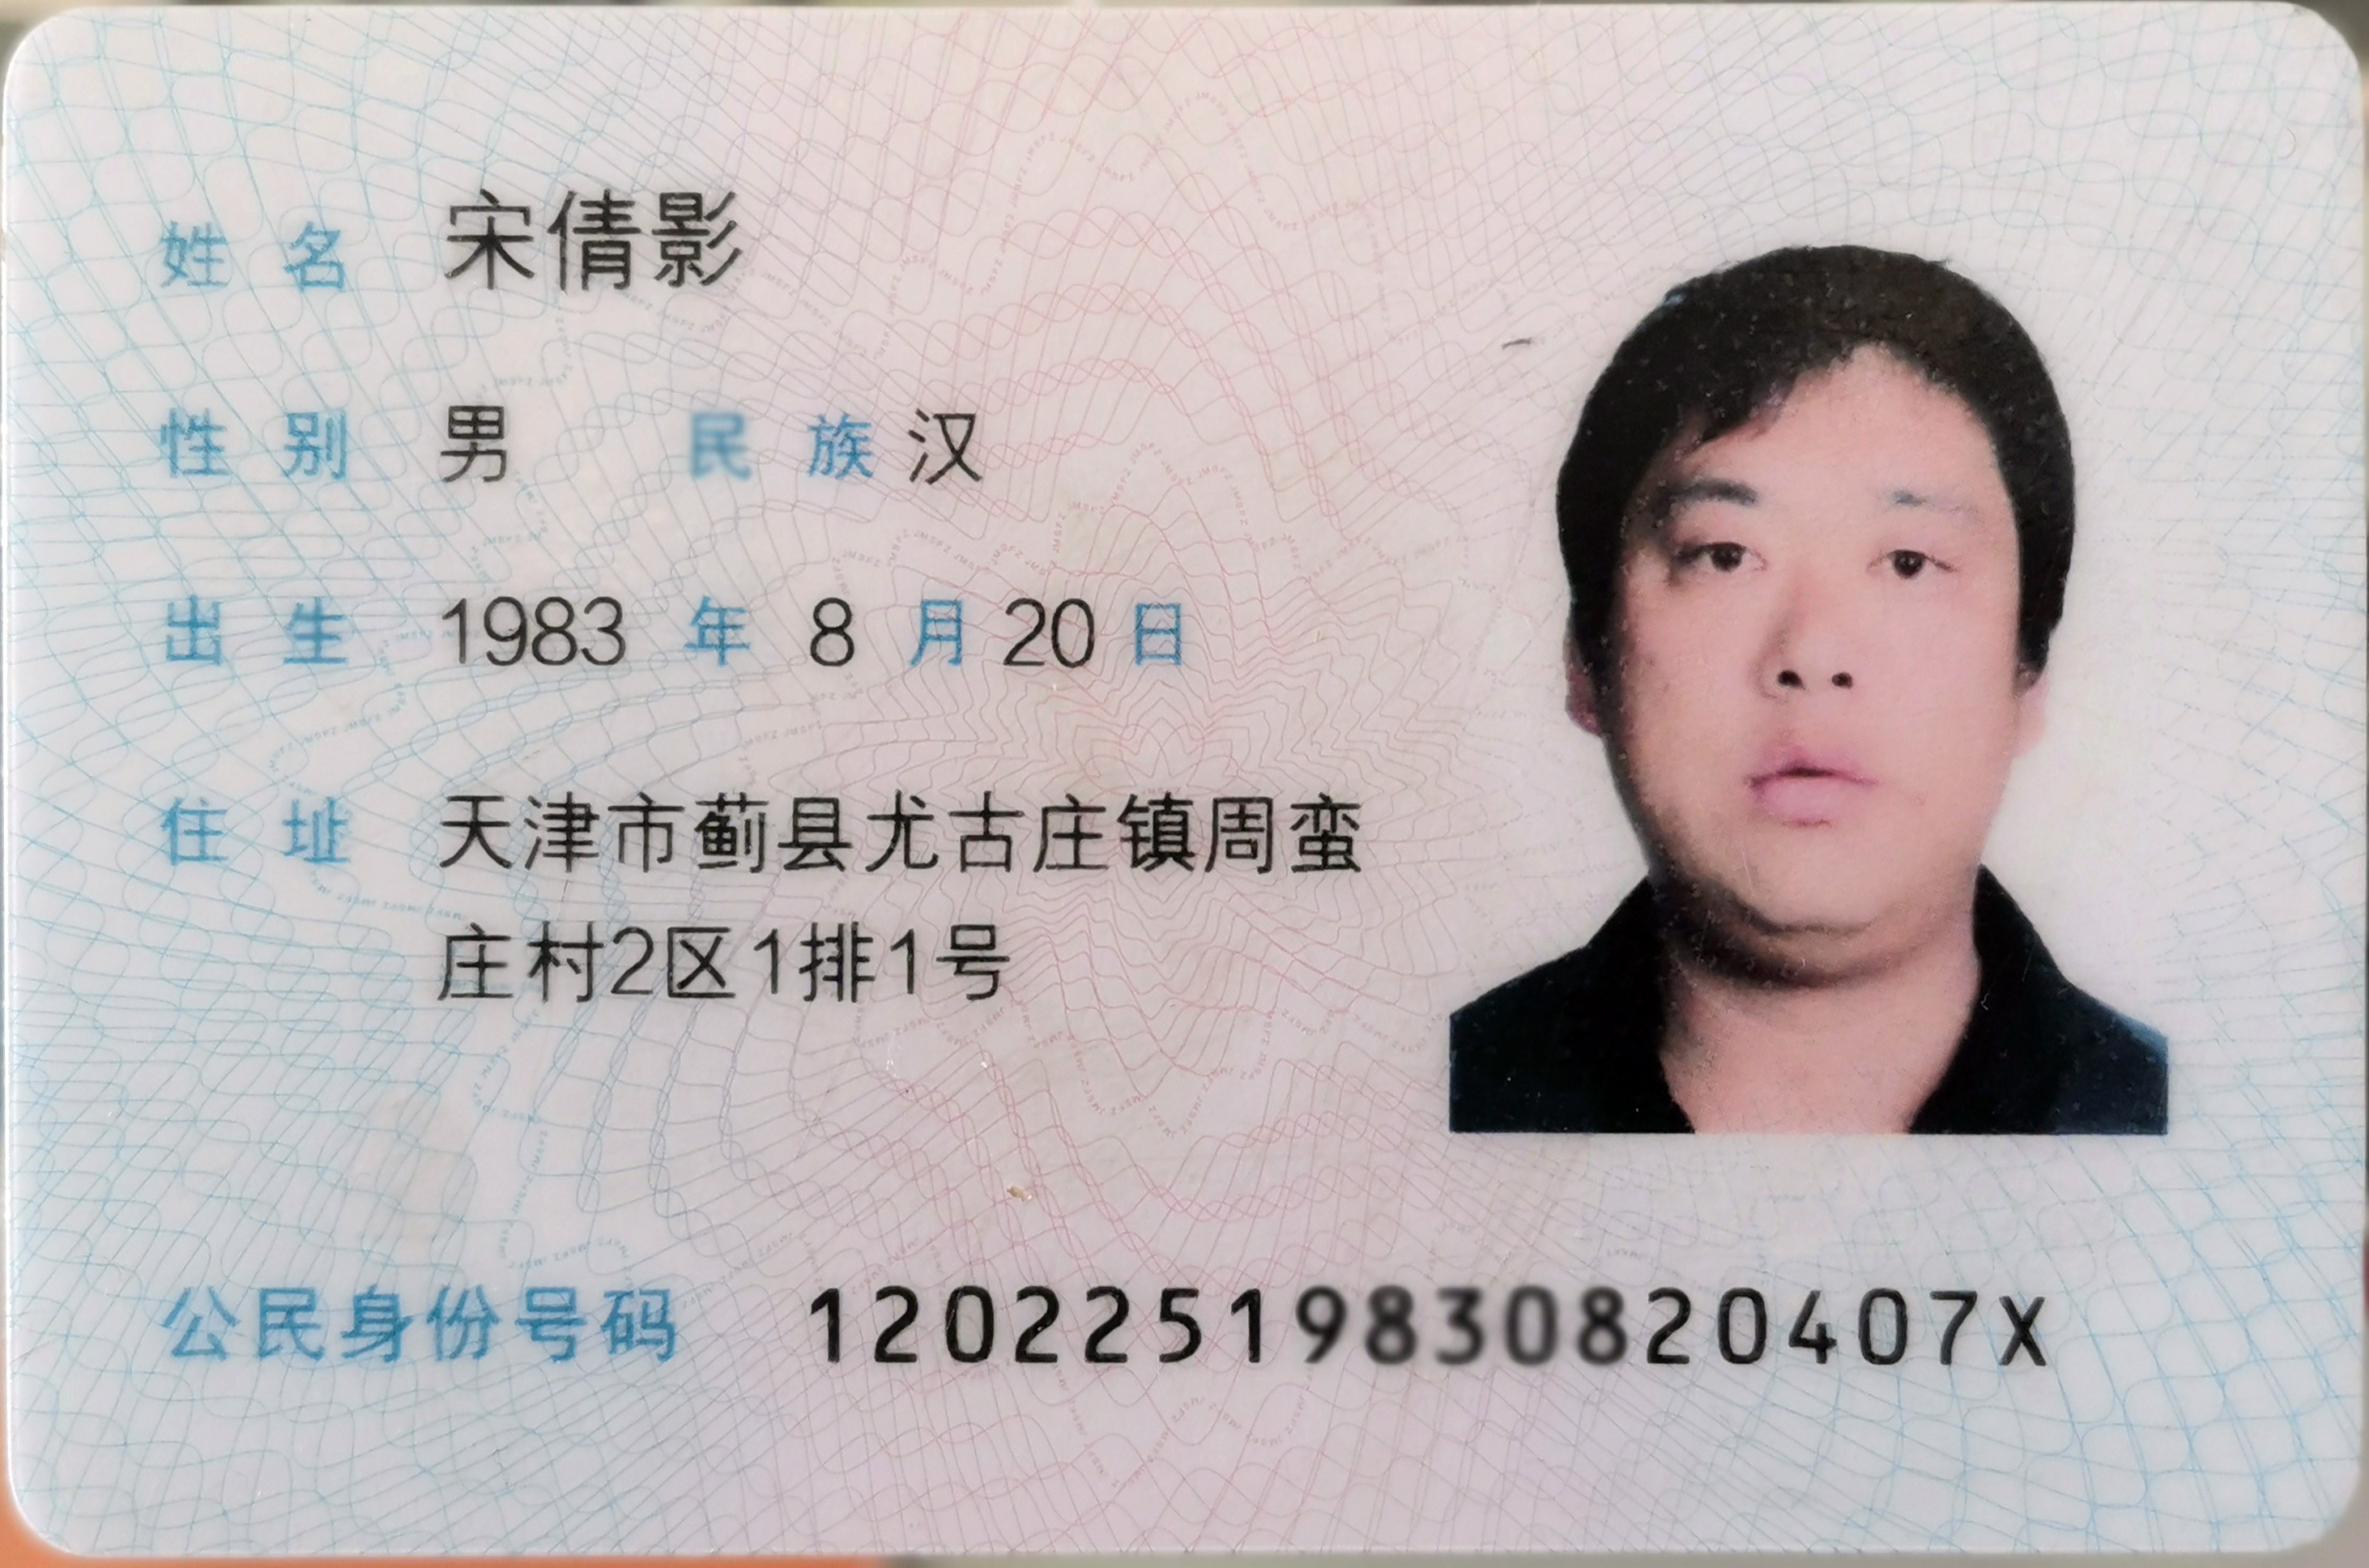 姓名 宋倩影
性别 男 民族 汉
出生 1983 年 8 月 20 日
住址 天津市蓟县尤古庄镇周蛮
庄村2区1排1号
公民身份号码 12022519830820407X